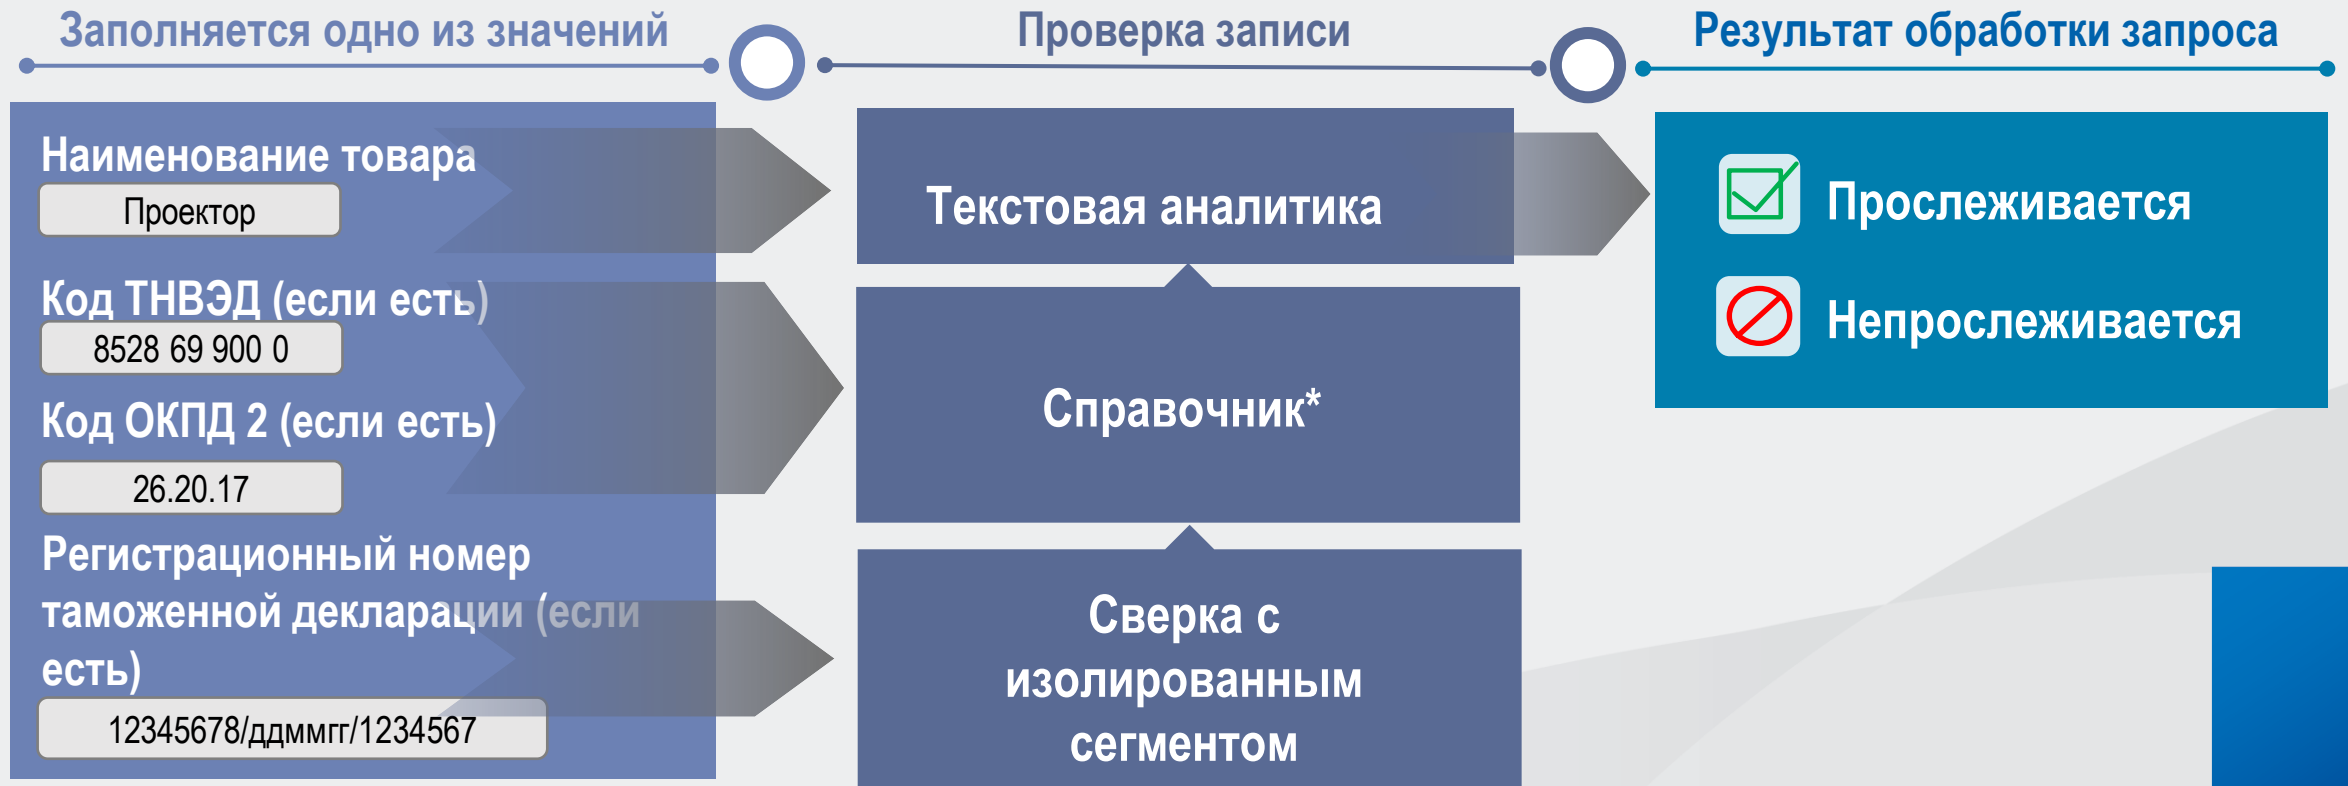 Заполняется одно из значений
Проверка записи
Результат обработки запроса
Наименование товара
Проектор
Код ТНВЭД (если есть)
8528 69 900 0
Код ОКПД 2 (если есть)
26.20.17
Регистрационный номер
таможенной декларации (если
есть)
12345678/ддммгг/1234567
Текстовая аналитика
Справочник*
Сверка с
изолированным
сегментом
Прослеживается
Непрослеживается